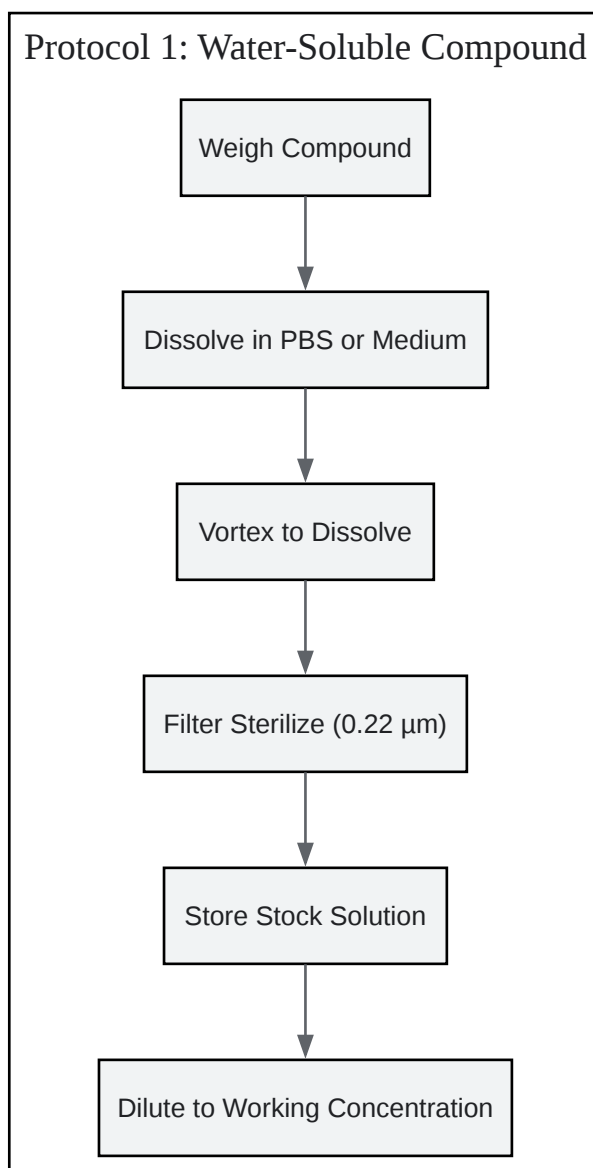 Protocol 1: Water-Soluble Compound
Weigh Compound
Dissolve in PBS or Medium
Vortex to Dissolve
Filter Sterilize (0.22 µm)
Store Stock Solution
Dilute to Working Concentration